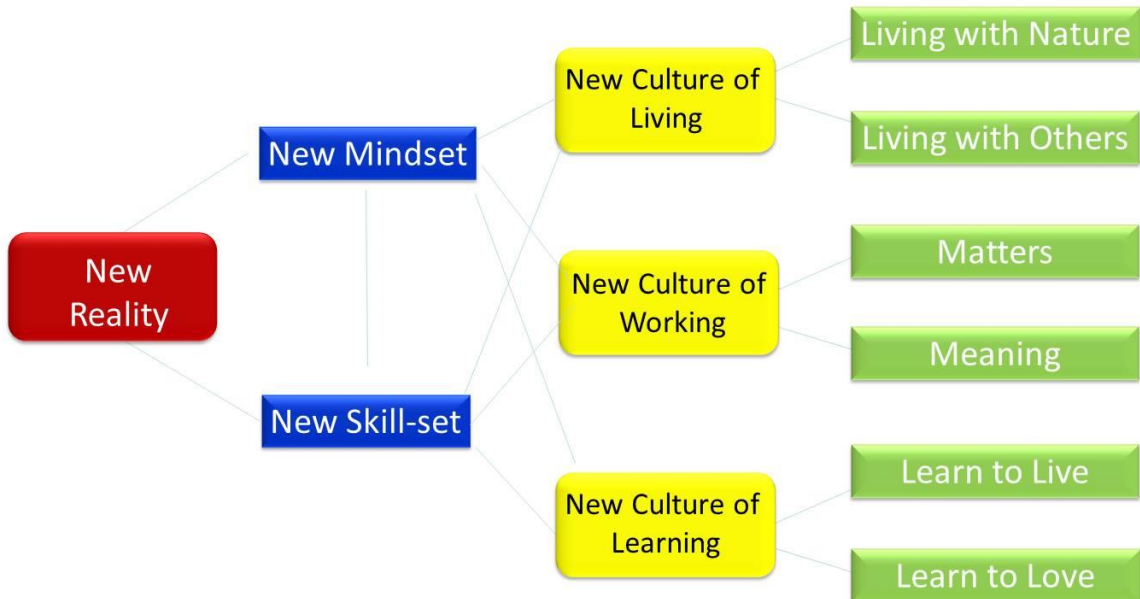 New
Reality
New Mindset
New Skill-set
New Culture of
Living
New Culture of
Working
New Culture of
Learning
Living with Nature
Living with Others
Matters
Meaning
Learn to Live
Learn to Love